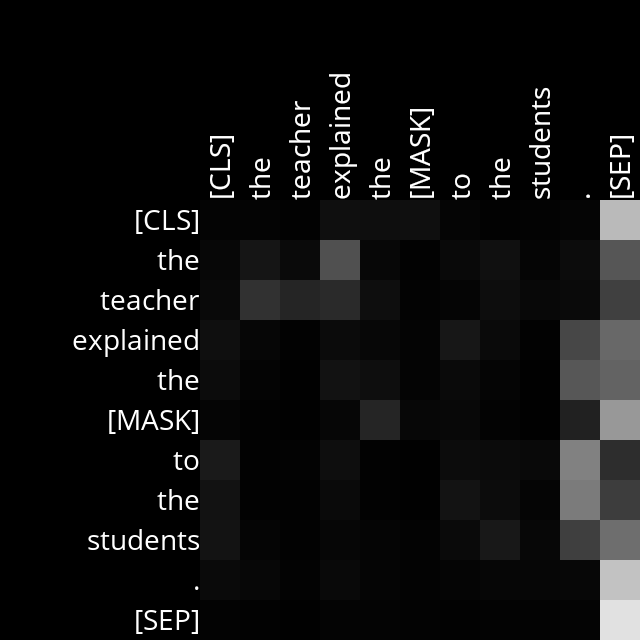 [CLS] the teacher explained the [MASK] to the students . [SEP]
[CLS]
the
teacher
explained
the
[MASK]
to
the
students
.
[SEP]